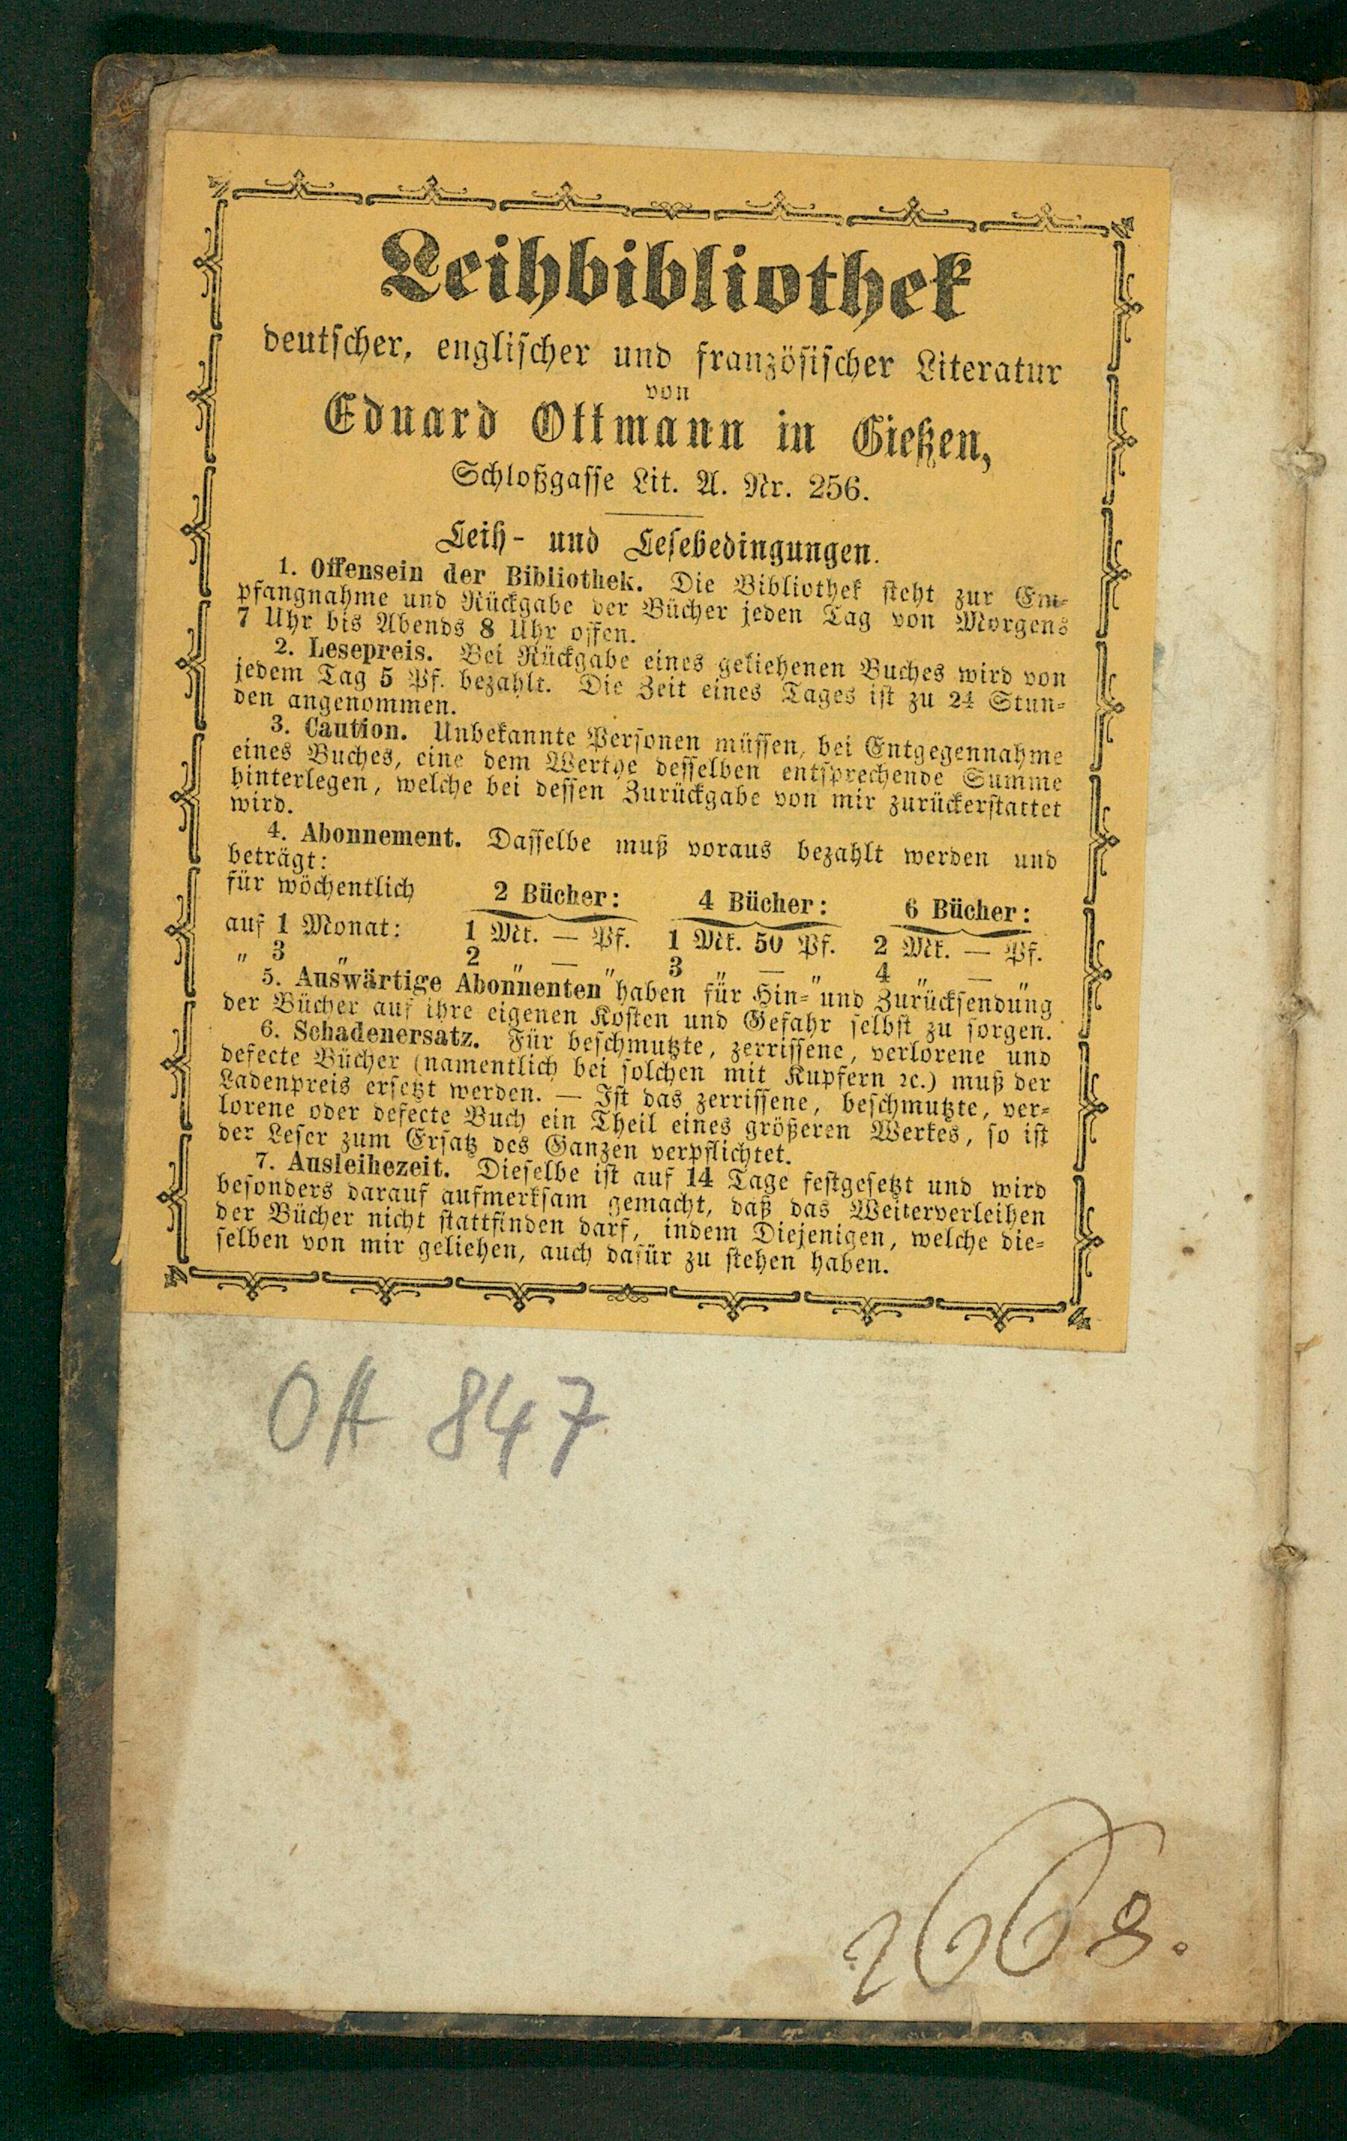 Leihbibliothek
deutscher, englischer und französischer Literatur
von
Eduard Ottmann in Gießen,
Schloßgasse Lit. A. Nr. 256.
Leih- und Lesebedingungen.
1. Offensein der Bibliothek. Die Bibliothek steht zur Em-
pfangnahme und Rückgabe der Bücher jeden Tag von Morgens
7 Uhr bis Abends 8 Uhr offen.
2. Lesepreis. Bei Rückgabe eines geliehenen Buches wird von
jedem Tag 5 Pf. bezahlt. Die Zeit eines Tages ist zu 24 Stun-
den angenommen.
3. Caution. Unbekannte Personen müssen, bei Entgegennahme
eines Buches, eine dem Werthe desselben entsprechende Summe
hinterlegen, welche bei dessen Zurückgabe von mir zurückerstattet
wird.
4. Abonnement. Dasselbe muß voraus bezahlt werden und
beträgt:
für wöchentlich 2 Bücher: 4 Bücher: 6 Bücher:
auf 1 Monat: 1 Mk. — Pf. 1 Mk. 50 Pf. 2 Mk. — Pf.
" 3 " 2 " — " 3 " — " 4 " — "
5. Auswärtige Abonnenten haben für Hin- und Zurücksendung
der Bücher auf ihre eigenen Kosten und Gefahr selbst zu sorgen.
6. Schadenersatz. Für beschmutzte, zerrissene, verlorene und
defecte Bücher (namentlich bei solchen mit Kupfern ꝛc.) muß der
Ladenpreis ersetzt werden. — Ist das zerrissene, beschmutzte, ver-
lorene oder defecte Buch ein Theil eines größeren Werkes, so ist
der Leser zum Ersatz des Ganzen verpflichtet.
7. Ausleihezeit. Dieselbe ist auf 14 Tage festgesetzt und wird
besonders darauf aufmerksam gemacht, daß das Weiterverleihen
der Bücher nicht stattfinden darf, indem Diejenigen, welche die-
selben von mir geliehen, auch dafür zu stehen haben.
Ott 847
2668.